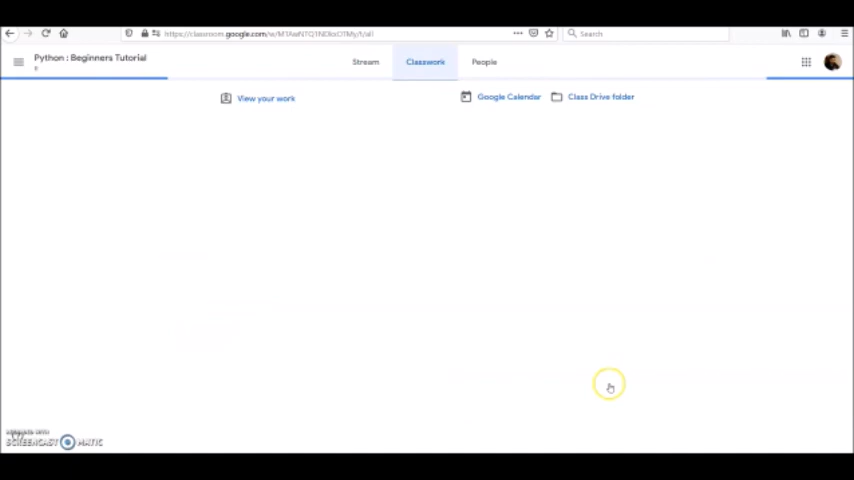 Search
Python : Beginners Tutorial
Stream
Classwork
People
View your work
Google Calendar
Class Drive folder
SCREENCAST MATIC